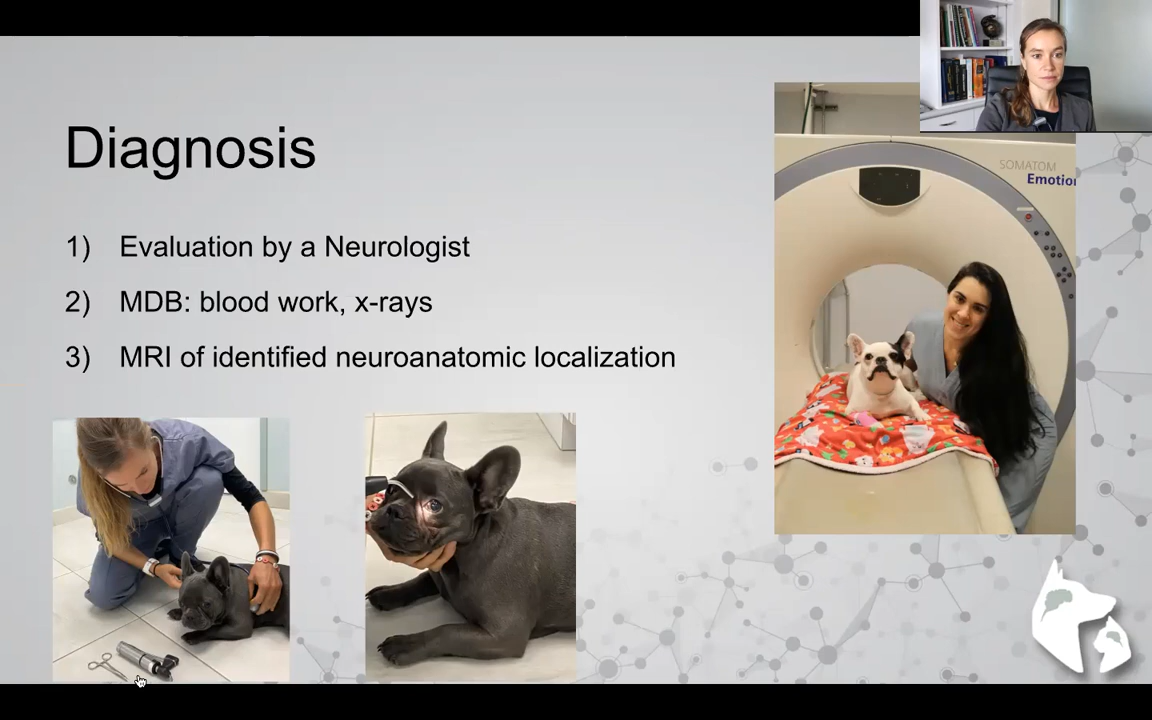 Diagnosis
1) Evaluation by a Neurologist
2) MDB: blood work, x-rays
3) MRI of identified neuroanatomic localization
SOMATOM
Emotion